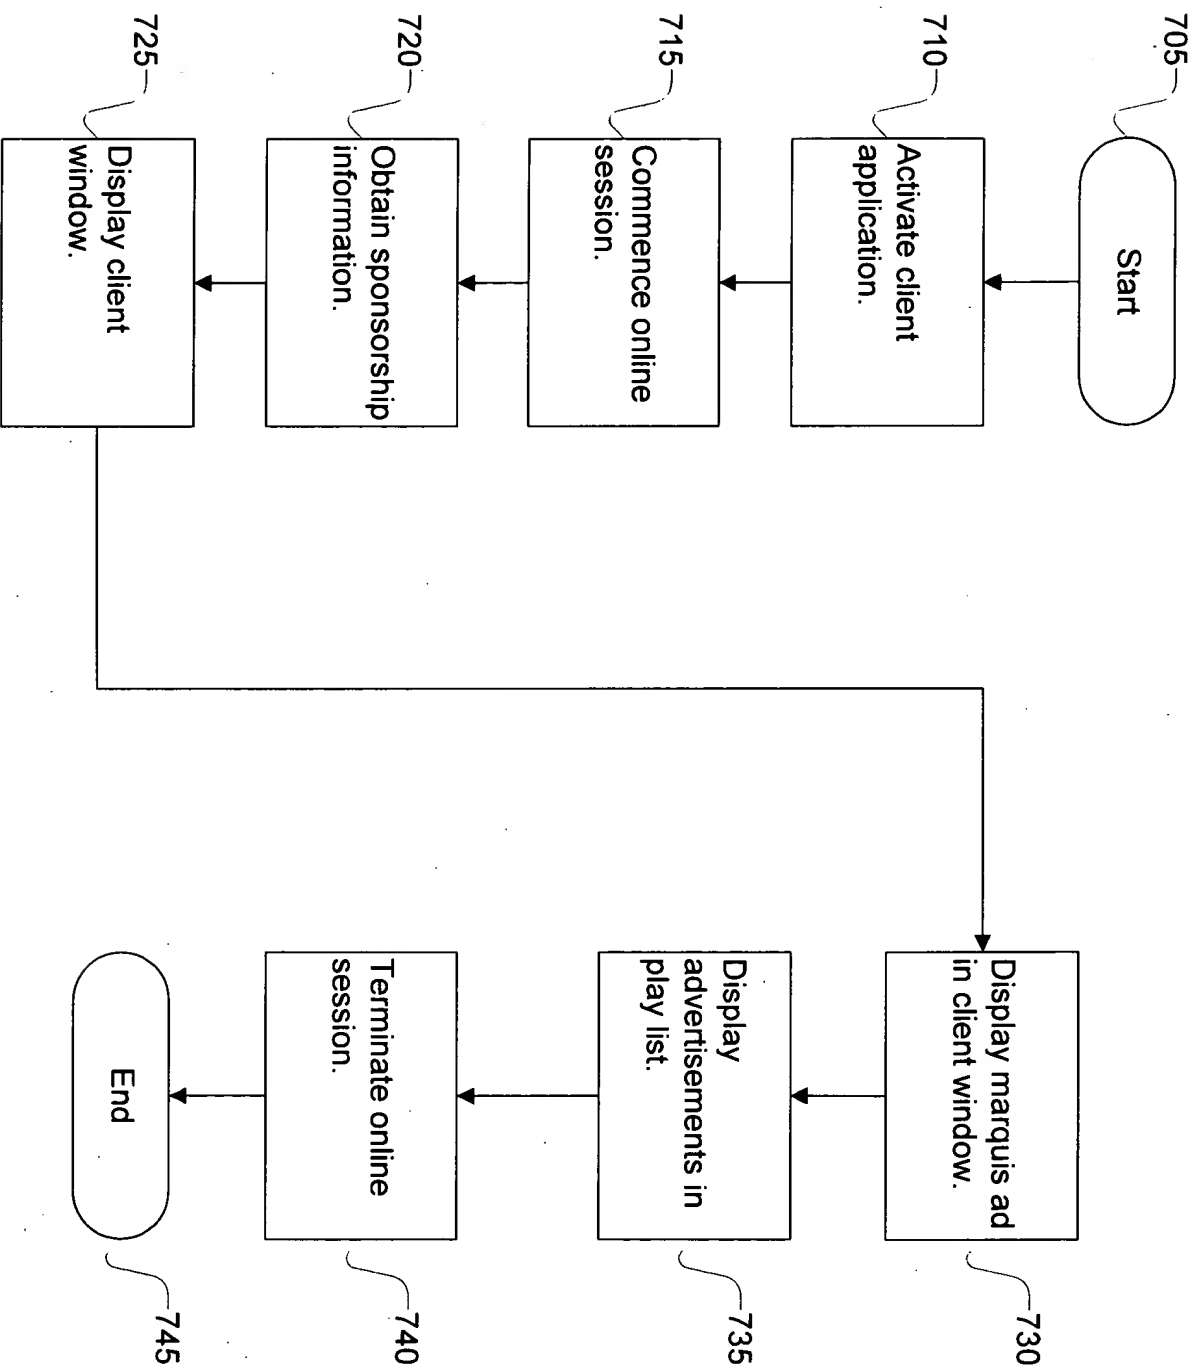 705
Start
710
Activate client
application.
715
Commence online
session.
720
Obtain sponsorship
information.
725
Display client
window.
Display marquis ad
in client window.
730
Display
advertisements in
play list.
735
Terminate online
session.
740
End
745